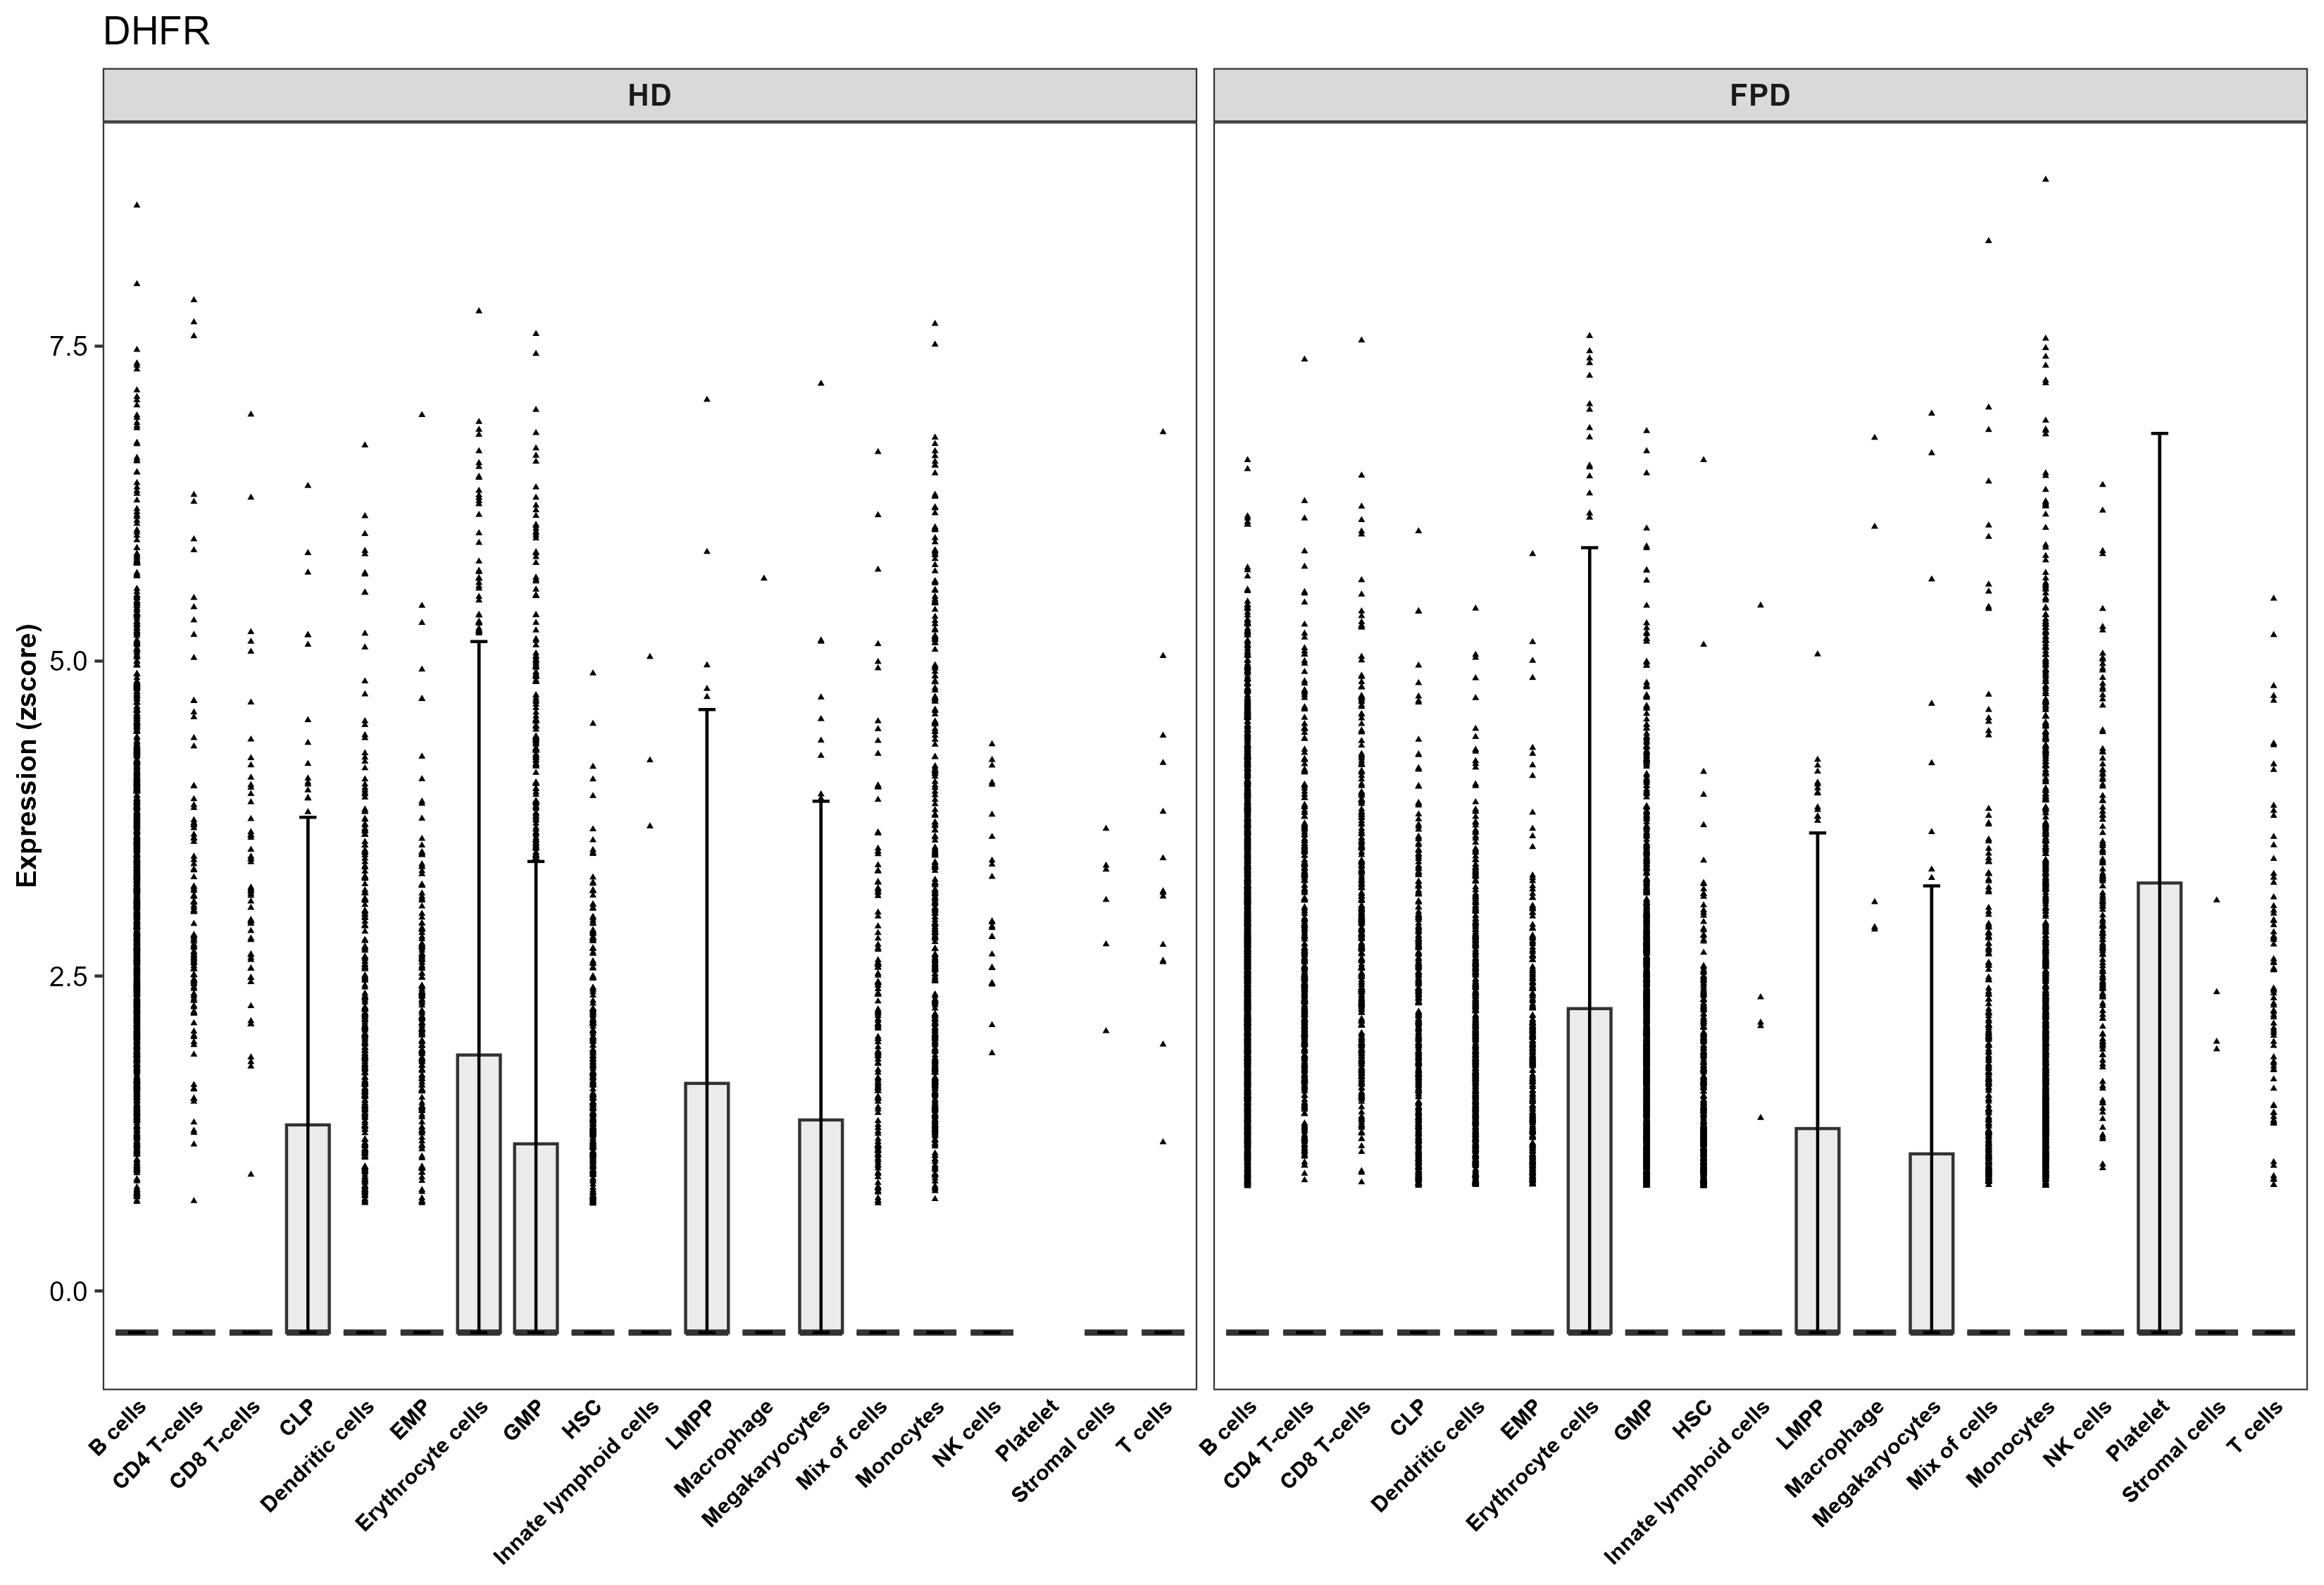 DHFR
HD
FPD
Expression (zscore)
7.5
5.0
2.5
0.0
B cells
CD4 T-cells
CD8 T-cells
CLP
Dendritic cells
EMP
Erythrocyte cells
GMP
HSC
Innate lymphoid cells
LMPP
Macrophage
Megakaryocytes
Mix of cells
Monocytes
NK cells
Platelet
Stromal cells
T cells
B cells
CD4 T-cells
CD8 T-cells
CLP
Dendritic cells
EMP
Erythrocyte cells
GMP
HSC
Innate lymphoid cells
LMPP
Macrophage
Megakaryocytes
Mix of cells
Monocytes
NK cells
Platelet
Stromal cells
T cells